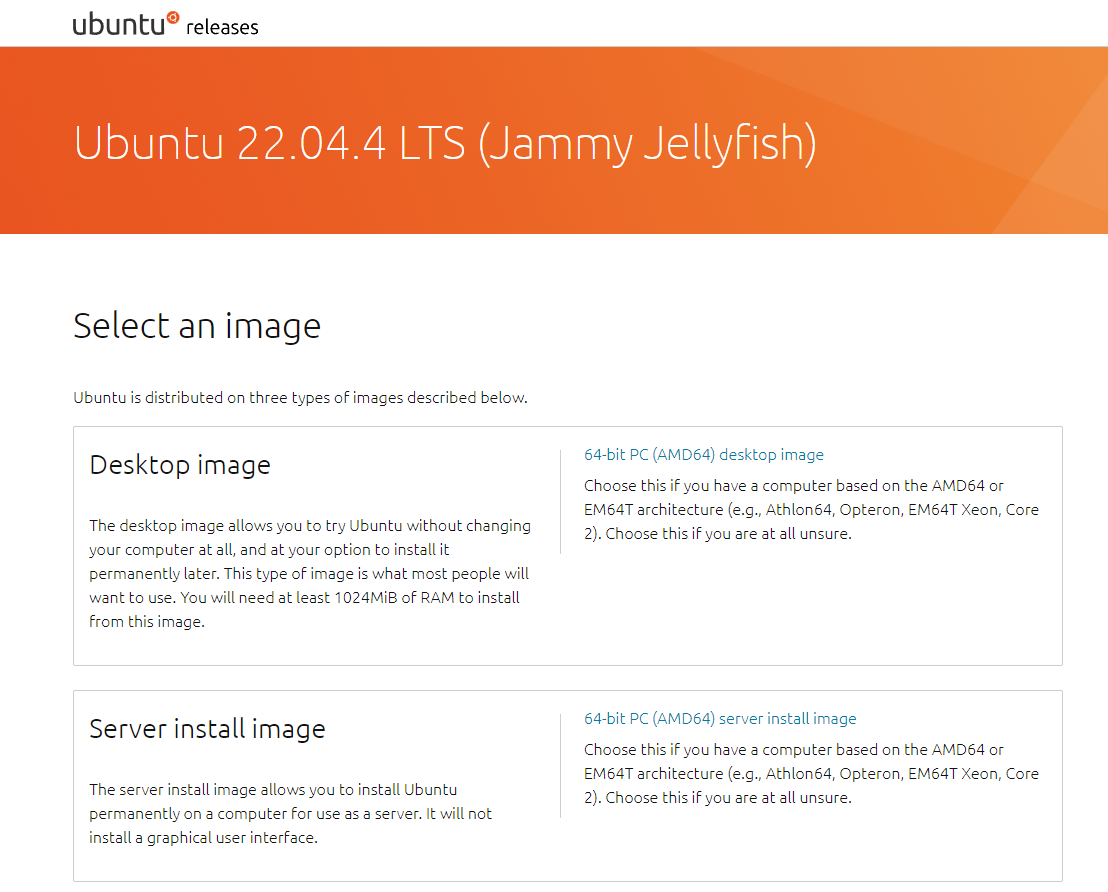 ubuntu releases
Ubuntu 22.04.4 LTS (Jammy Jellyfish)
Select an image
Ubuntu is distributed on three types of images described below.
Desktop image
The desktop image allows you to try Ubuntu without changing
your computer at all, and at your option to install it
permanently later. This type of image is what most people will
want to use. You will need at least 1024MiB of RAM to install
from this image.
64-bit PC (AMD64) desktop image
Choose this if you have a computer based on the AMD64 or
EM64T architecture (e.g., Athlon64, Opteron, EM64T Xeon, Core
2). Choose this if you are at all unsure.
Server install image
The server install image allows you to install Ubuntu
permanently on a computer for use as a server. It will not
install a graphical user interface.
64-bit PC (AMD64) server install image
Choose this if you have a computer based on the AMD64 or
EM64T architecture (e.g., Athlon64, Opteron, EM64T Xeon, Core
2). Choose this if you are at all unsure.